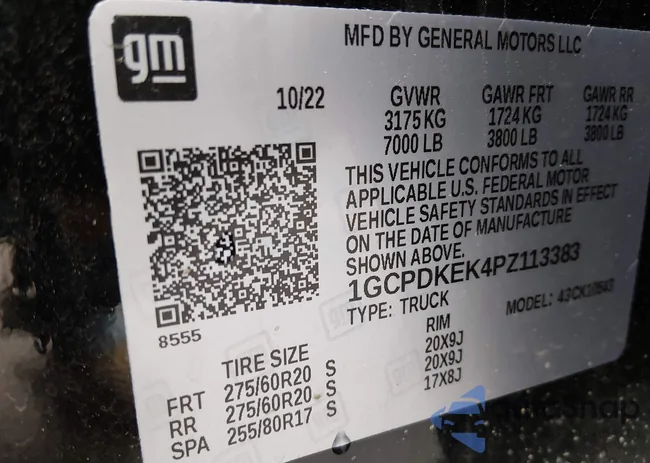 gm
MFD BY GENERAL MOTORS LLC
10/22
GVWR GAWR FRT GAWR RR
3175 KG 1724 KG 1724 KG
7000 LB 3800 LB 3800 LB
THIS VEHICLE CONFORMS TO ALL
APPLICABLE U.S. FEDERAL MOTOR
VEHICLE SAFETY STANDARDS IN EFFECT
ON THE DATE OF MANUFACTURE
SHOWN ABOVE.
1GCPDKEK4PZ113383
TYPE: TRUCK MODEL:
8555
TIRE SIZE RIM
FRT 275/60R20 S 20X9J
RR 275/60R20 S 20X9J
SPA 255/80R17 S 17X8J